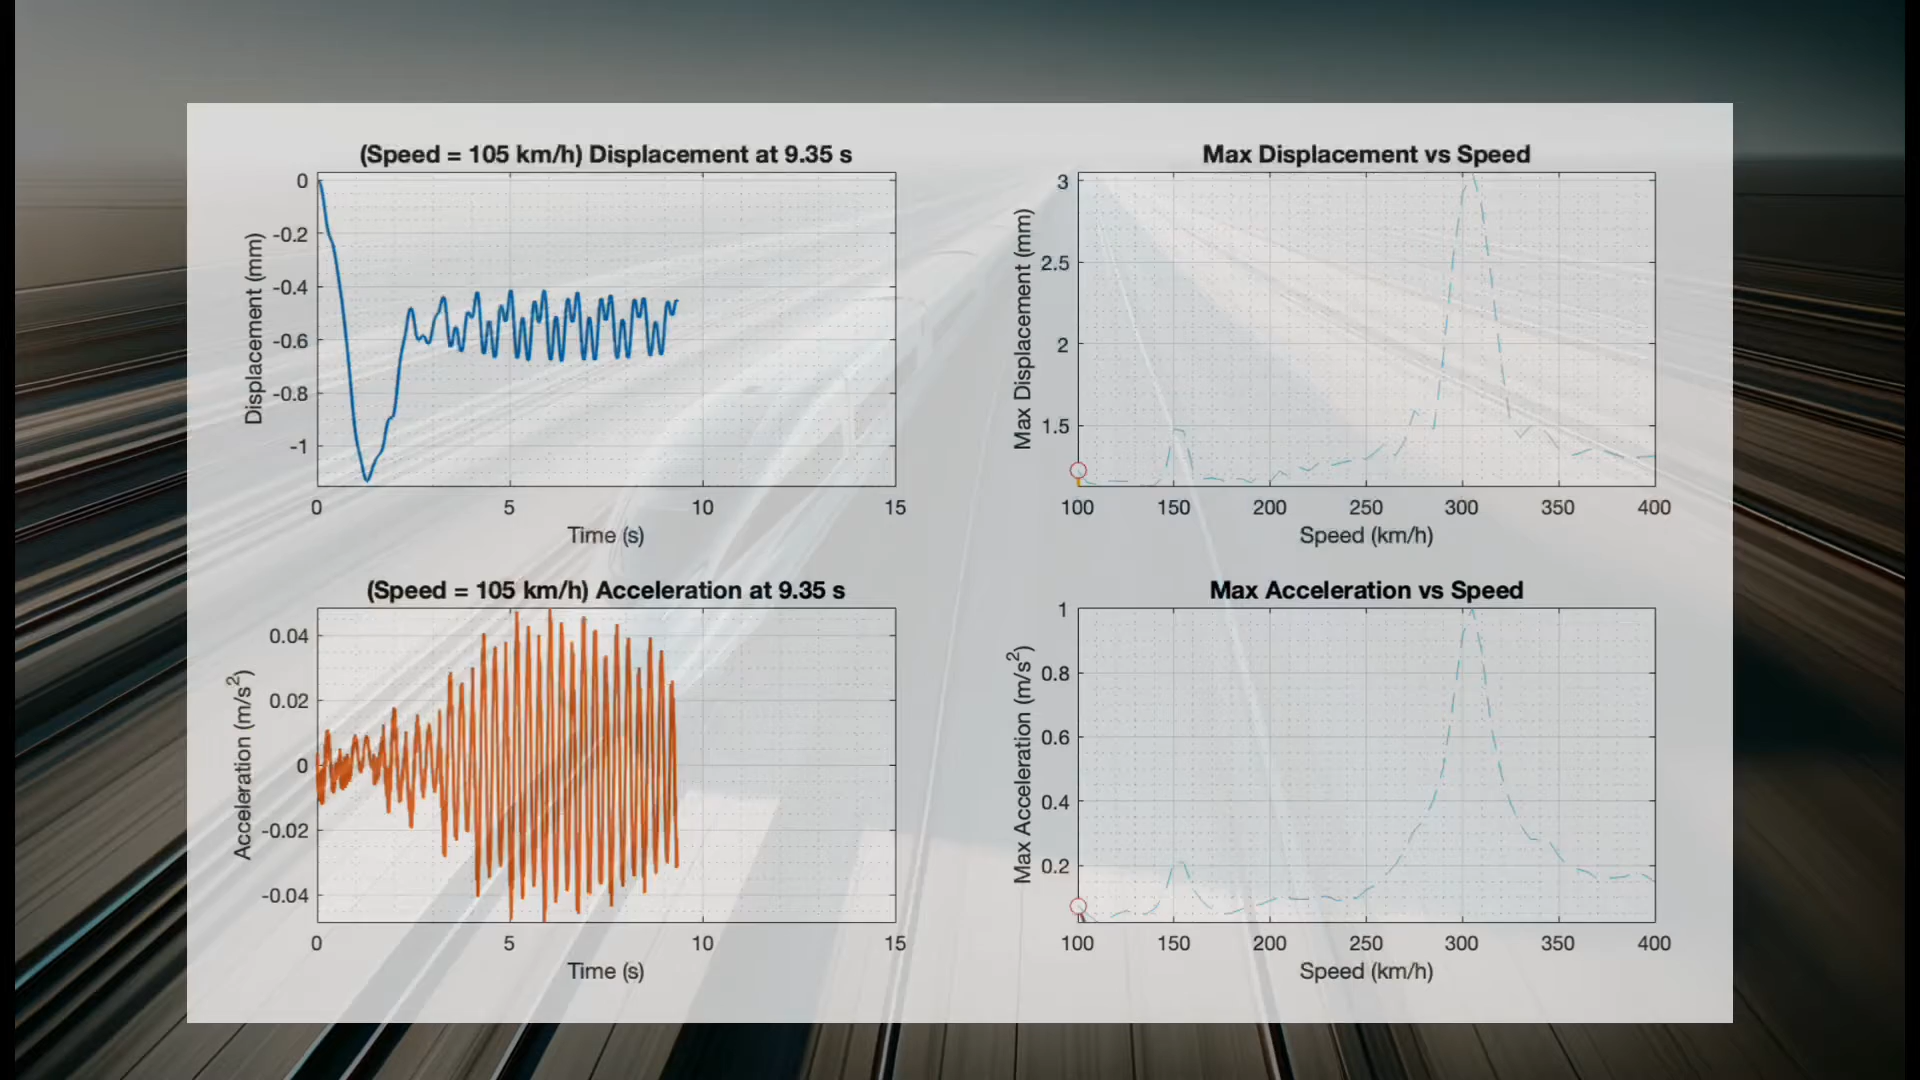 (Speed = 105 km/h) Displacement at 9.35 s
0
-0.2
-0.4
-0.6
-0.8
-1
Displacement (mm)
0 5 10 15
Time (s)
Max Displacement vs Speed
3
2.5
2
1.5
Max Displacement (mm)
100 150 200 250 300 350 400
Speed (km/h)
(Speed = 105 km/h) Acceleration at 9.35 s
0.04
0.02
0
-0.02
-0.04
Acceleration (m/s²)
0 5 10 15
Time (s)
Max Acceleration vs Speed
1
0.8
0.6
0.4
0.2
Max Acceleration (m/s²)
100 150 200 250 300 350 400
Speed (km/h)